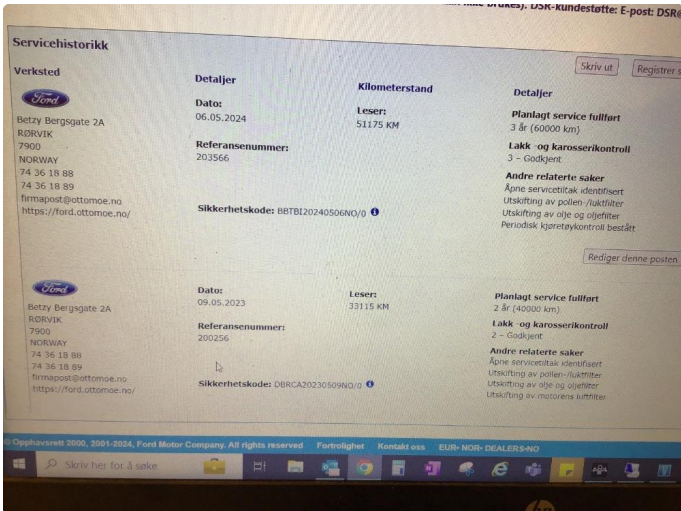 DSR-kundestøtte: E-post: DSR@
Servicehistorikk
Skriv ut
Registrer s
Verksted
Detaljer
Kilometerstand
Detaljer
Ford
Betzy Bergsgate 2A
RØRVIK
7900
NORWAY
74 36 18 88
74 36 18 89
firmapost@ottomoe.no
https://ford.ottomoe.no/
Dato:
06.05.2024
Referansenummer:
203566
Sikkerhetskode: BBTBI20240506NO/0
Leser:
51175 KM
Planlagt service fullført
3 år (60000 km)
Lakk -og karosserikontroll
3 – Godkjent
Andre relaterte saker
Åpne servicetiltak identifisert
Utskifting av pollen-/luktfilter
Utskifting av olje og oljefilter
Periodisk kjøretøykontroll bestått
Rediger denne posten
Ford
Betzy Bergsgate 2A
RØRVIK
7900
NORWAY
74 36 18 88
74 36 18 89
firmapost@ottomoe.no
https://ford.ottomoe.no/
Dato:
09.05.2023
Referansenummer:
200256
Sikkerhetskode: DBRCA20230509NO/0
Leser:
33115 KM
Planlagt service fullført
2 år (40000 km)
Lakk -og karosserikontroll
2 – Godkjent
Andre relaterte saker
Åpne servicetiltak identifisert
Utskifting av pollen-/luktfilter
Utskifting av olje og oljefilter
Utskifting av motorens luftfilter
© Opphavsrett 2000, 2001-2024, Ford Motor Company. All rights reserved
Fortrolighet
Kontakt oss
EUR- NOR- DEALERS-NO
Skriv her for å søke
hp